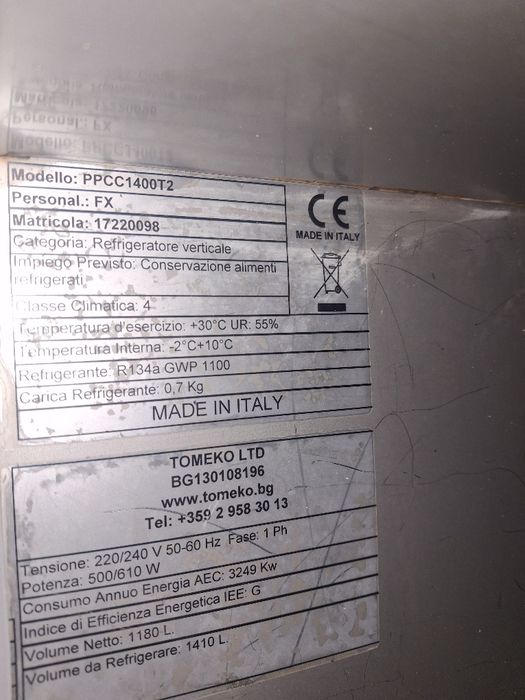 Modello: PPCC1400T2
Personal.: FX
Matricola: 17220098
Categoria: Refrigeratore verticale
Impiego Previsto: Conservazione alimenti
refrigerati
Classe Climatica: 4
Temperatura d'esercizio: +30°C UR: 55%
Temperatura Interna: -2°C+10°C
Refrigerante: R134a GWP 1100
Carica Refrigerante: 0,7 Kg
MADE IN ITALY
CE
MADE IN ITALY
TOMEKO LTD
BG130108196
www.tomeko.bg
Tel: +359 2 958 30 13
Tensione: 220/240 V 50-60 Hz Fase: 1 Ph
Potenza: 500/610 W
Consumo Annuo Energia AEC: 3249 Kw
Indice di Efficienza Energetica IEE: G
Volume Netto: 1180 L.
Volume da Refrigerare: 1410 L.